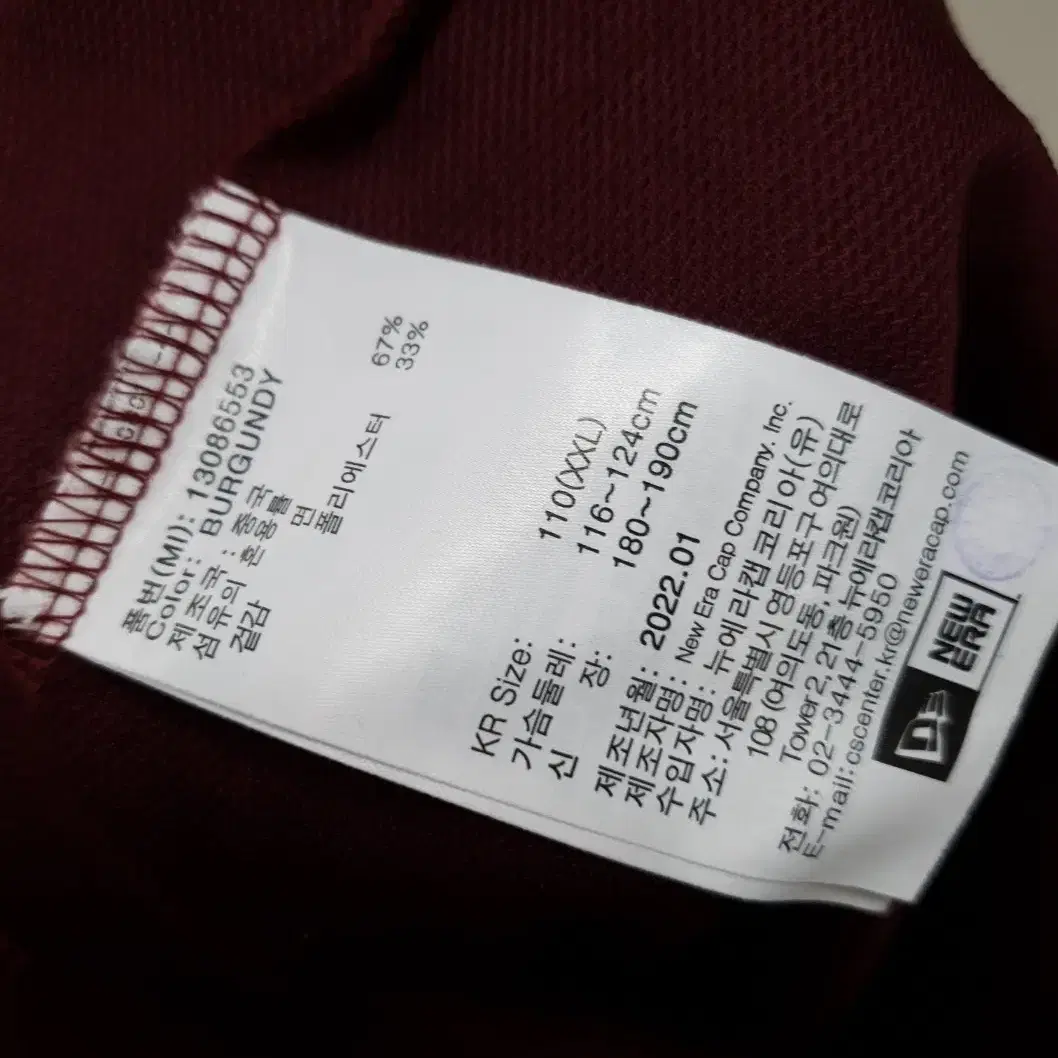 품번(MI): 13086553
Color: BURGUNDY
제조국: 중국
섬유의 혼용률
겉감 면 67%
폴리에스터 33%
KR Size: 110(XXL)
가슴둘레: 116~124cm
신 장: 180~190cm
제조년월: 2022.01
제조자명: New Era Cap Company. Inc.
수입자명: 뉴에라캡코리아(유)
주소: 서울특별시 영등포구 여의대로
108 (여의도동, 파크원)
Tower2, 21층 뉴에라캡코리아
전화: 02-3444-5950
E-mail: cscenter.kr@neweracap.com
NEW ERA